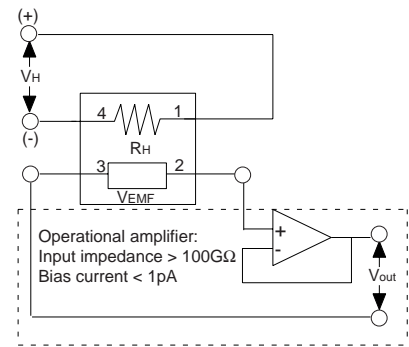 (+)
VH
(-)
4
1
RH
3
2
VEMF
+
-
Operational amplifier:
Input impedance > 100GΩ
Bias current < 1pA
Vout